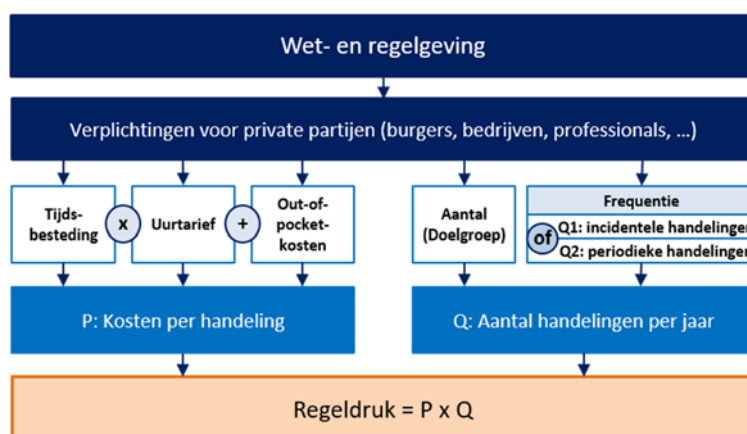 Wet- en regelgeving
Verplichtingen voor private partijen (burgers, bedrijven, professionals, ...)
Tijds-
besteding
x
Uurtarief
+
Out-of-
pocket-
kosten
Aantal
(Doelgroep)
Frequentie
of
Q1: incidentele handelingen
Q2: periodieke handelingen
P: Kosten per handeling
Q: Aantal handelingen per jaar
Regeldruk = P x Q